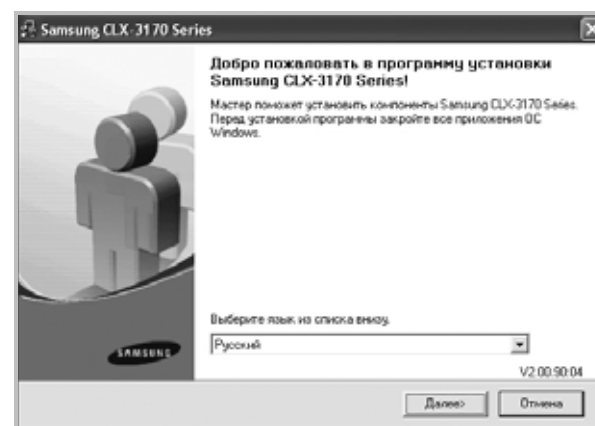 Samsung CLX-3170 Series
Добро пожаловать в программу установки
Samsung CLX-3170 Series!
Мастер поможет установить компоненты Samsung CLX-3170 Series.
Перед установкой программы закройте все приложения ОС
Windows.
Выберите язык из списка внизу.
Русский
SAMSUNG
V2.00.90:04
Далее>
Отмена